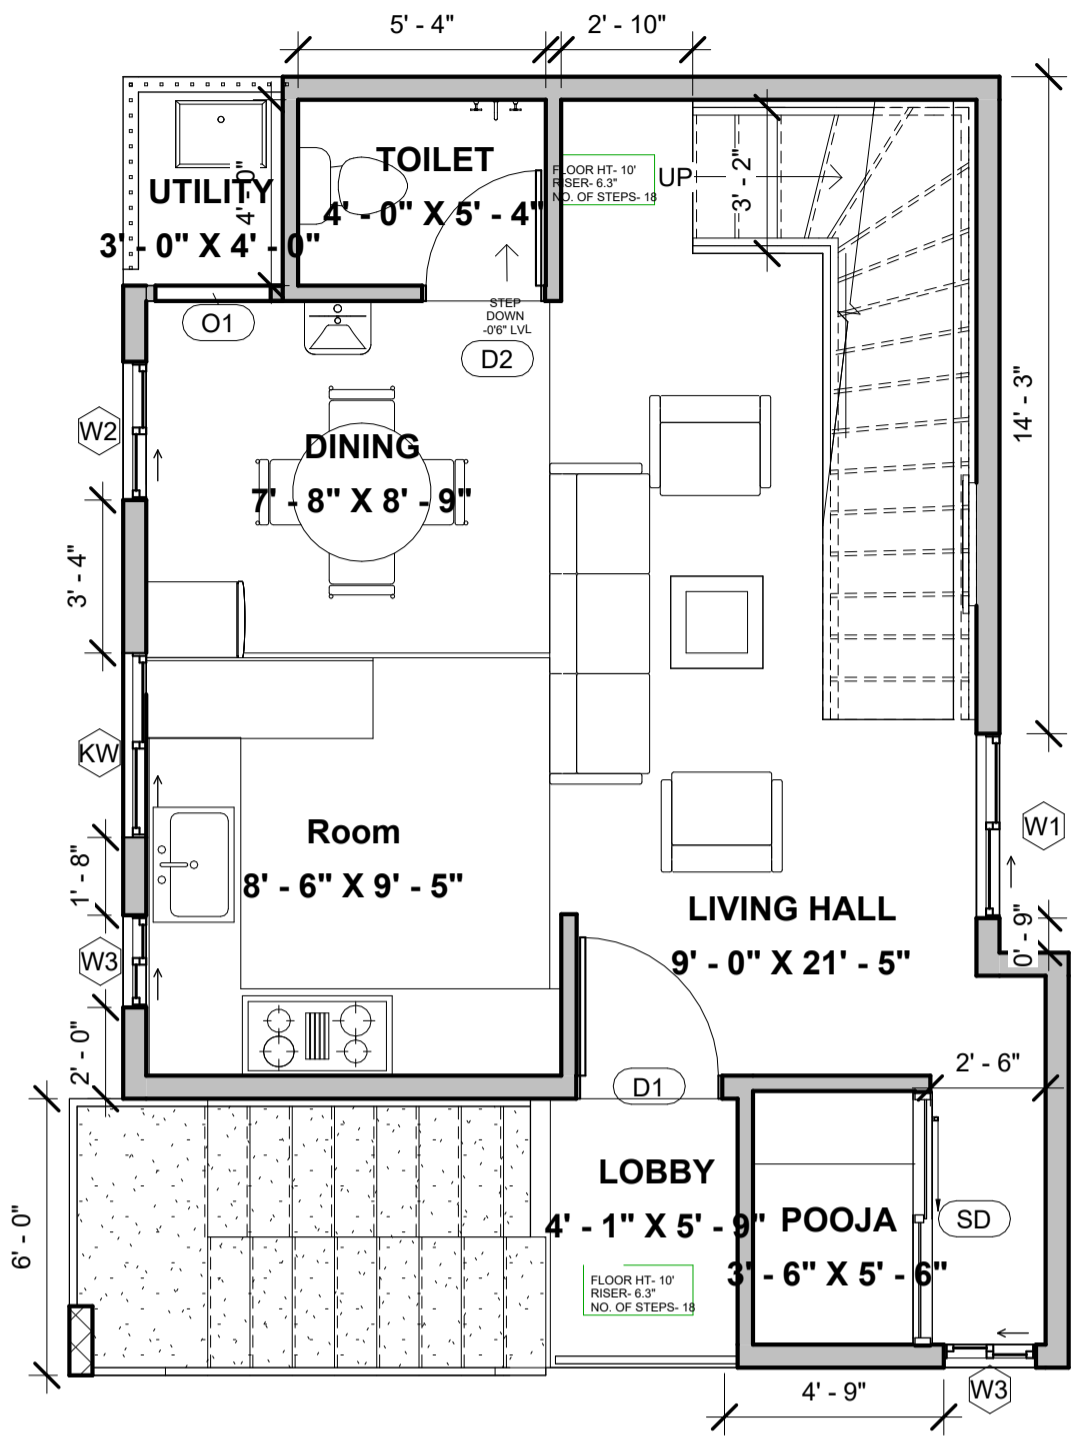 5' - 4"
2' - 10"
TOILET
4' - 0" X 5' - 4"
UTILITY
3' - 0" X 4' - 0"
4' - 0"
FLOOR HT- 10'
RISER- 6.3"
NO. OF STEPS- 18
UP
3' - 2"
14' - 3"
O1
STEP
DOWN
-0'6" LVL
D2
W2
DINING
7' - 8" X 8' - 9"
3' - 4"
KW
Room
8' - 6" X 9' - 5"
1' - 8"
W1
LIVING HALL
9' - 0" X 21' - 5"
0' - 9"
W3
2' - 0"
D1
2' - 6"
LOBBY
4' - 1" X 5' - 9"
POOJA
3' - 6" X 5' - 6"
SD
6' - 0"
FLOOR HT- 10'
RISER- 6.3"
NO. OF STEPS- 18
4' - 9"
W3